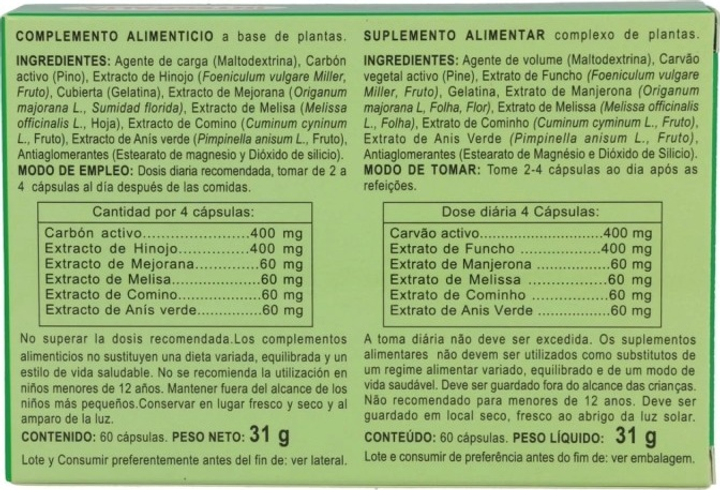 COMPLEMENTO ALIMENTICIO a base de plantas.
INGREDIENTES: Agente de carga (Maltodextrina), Carbón
activo (Pino), Extracto de Hinojo (Foeniculum vulgare Miller,
Fruto), Cubierta (Gelatina), Extracto de Mejorana (Origanum
majorana L., Sumidad florida), Extracto de Melisa (Melissa
officinalis L., Hoja), Extracto de Comino (Cuminum cyninum
L., Fruto), Extracto de Anis verde (Pimpinella anisum L., Fruto),
Antiaglomerantes (Estearato de magnesio y Dióxido de silicio).
MODO DE EMPLEO: Dosis diaria recomendada, tomar de 2 a
4 cápsulas al día después de las comidas.
Cantidad por 4 cápsulas:
Carbón activo..................400 mg
Extracto de Hinojo............400 mg
Extracto de Mejorana.............60 mg
Extracto de Melisa................60 mg
Extracto de Comino...............60 mg
Extracto de Anís verde............60 mg
No superar la dosis recomendada.Los complementos
alimenticios no sustituyen una dieta variada, equilibrada y un
estilo de vida saludable. No se recomienda la utilización en
niños menores de 12 años. Mantener fuera del alcance de los
niños más pequeños.Conservar en lugar fresco y seco y al
amparo de la luz.
CONTENIDO: 60 cápsulas. PESO NETO: 31 g
Lote y Consumir preferentemente antes del fin de: ver lateral.
SUPLEMENTO ALIMENTAR complexo de plantas.
INGREDIENTES: Agente de volume (Maltodextrina), Carvão
vegetal activo (Pine), Extrato de Funcho (Foeniculum vulgare
Miller, Fruto), Gelatina, Extrato de Manjerona (Origanum
majorana L, Folha, Flor), Extrato de Melissa (Melissa officinalis
L., Folha), Extrato de Cominho (Cuminum cyminum L., Fruto),
Extrato de Anis Verde (Pimpinella anisum L., Fruto),
Antiaglomerantes (Estearato de Magnésio e Dióxido de Silicio).
MODO DE TOMAR: Tome 2-4 cápsulas ao dia após as
refeições.
Dose diária 4 Cápsulas:
Carvão activo....................400 mg
Extrato de Funcho ..............400 mg
Extrato de Manjerona ............60 mg
Extrato de Melissa ................60 mg
Extrato de Cominho ..............60 mg
Extrato de Anis Verde ............60 mg
A toma diária não deve ser excedida. Os suplementos
alimentares não devem ser utilizados como substitutos de
um regime alimentar variado, equilibrado e de um modo de
vida saudável. Deve ser guardado fora do alcance das crianças.
Não recomendado para menores de 12 anos. Deve ser
guardado em local seco, fresco ao abrigo da luz solar.
CONTEÚDO: 60 cápsulas. PESO LÍQUIDO: 31 g
Lote e consumir de preferência antes do fim de: ver embalagem.